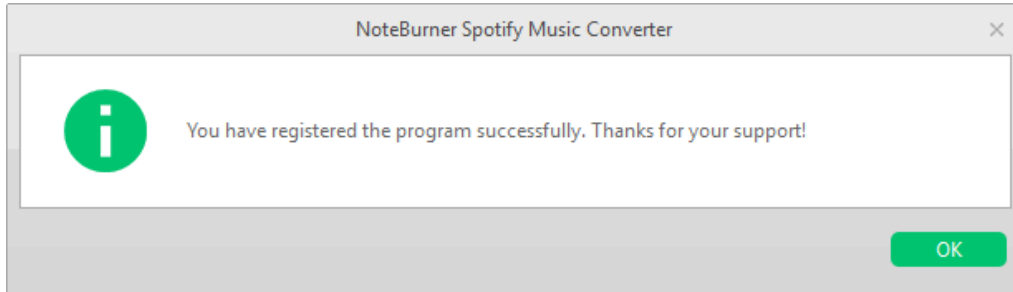 NoteBurner Spotify Music Converter
You have registered the program successfully. Thanks for your support!
OK